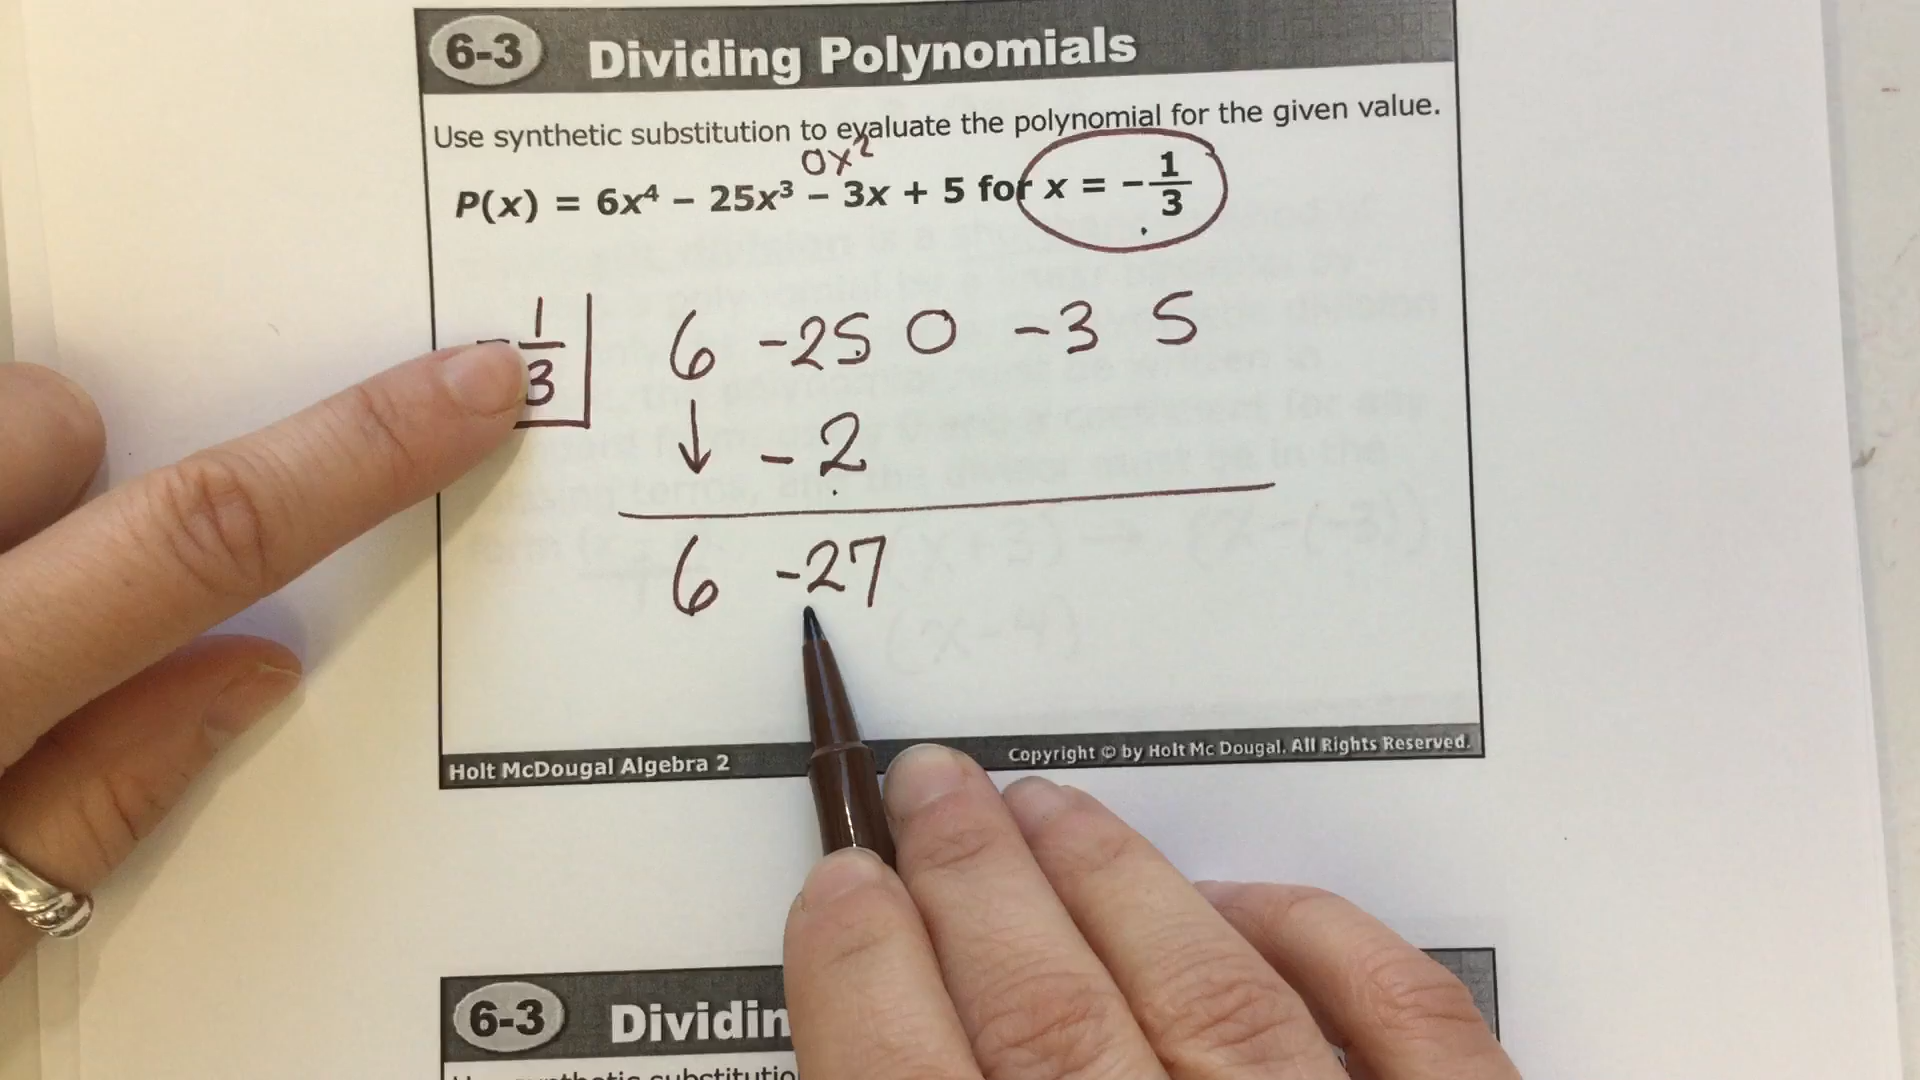 6-3 Dividing Polynomials
Use synthetic substitution to evaluate the polynomial for the given value.
0x²
P(x) = 6x⁴ – 25x³ – 3x + 5 for x = –1/3
-1/3 6 -25 0 -3 5
↓ -2
6 -27
Holt McDougal Algebra 2
Copyright © by Holt Mc Dougal. All Rights Reserved.
6-3 Dividin